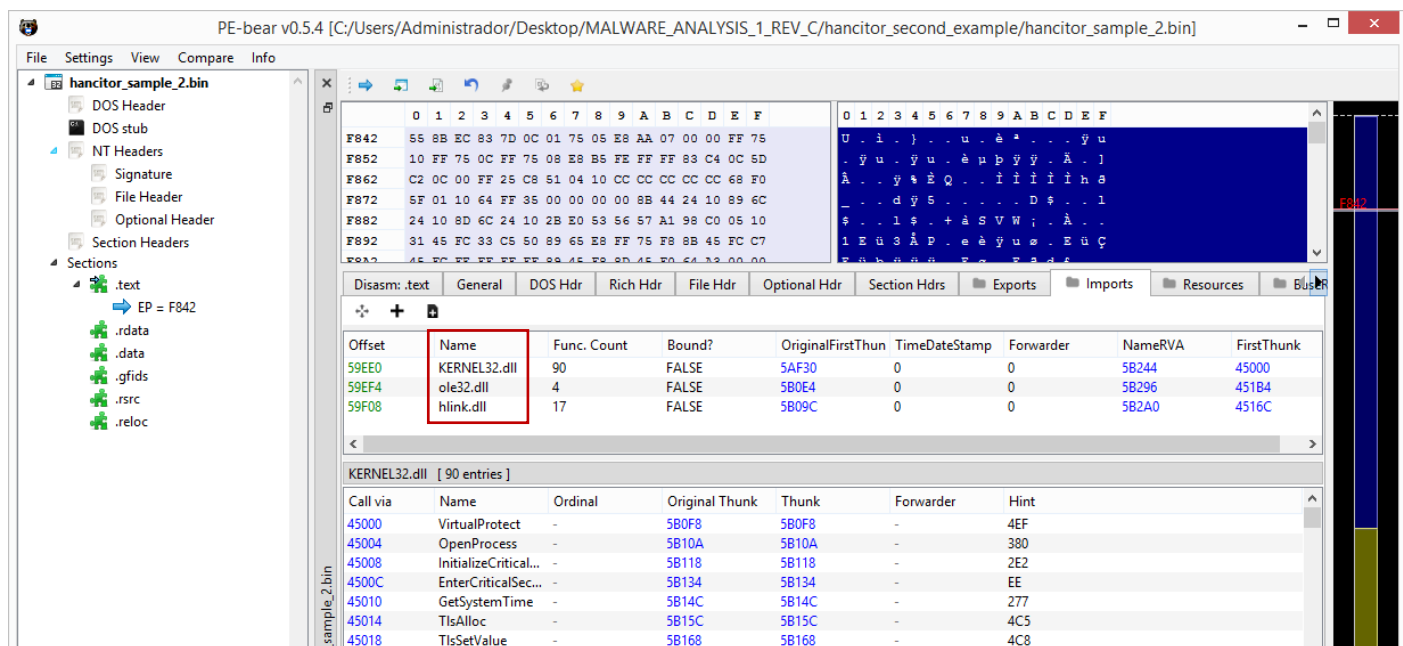 PE-bear v0.5.4 [C:/Users/Administrador/Desktop/MALWARE_ANALYSIS_1_REV_C/hancitor_second_example/hancitor_sample_2.bin]
File Settings View Compare Info
hancitor_sample_2.bin
DOS Header
DOS stub
NT Headers
Signature
File Header
Optional Header
Section Headers
Sections
.text
EP = F842
.rdata
.data
.gfids
.rsrc
.reloc
0 1 2 3 4 5 6 7 8 9 A B C D E F
0 1 2 3 4 5 6 7 8 9 A B C D E F
F842 55 8B EC 83 7D 0C 01 75 05 E8 AA 07 00 00 FF 75 U . ì . } . . u . è ª . . . ÿ u
F852 10 FF 75 0C FF 75 08 E8 B5 FE FF FF 83 C4 0C 5D . ÿ u . ÿ u . è µ þ ÿ ÿ . Ä . ]
F862 C2 0C 00 FF 25 C8 51 04 10 CC CC CC CC CC 68 F0 Â . . ÿ % È Q . . Ì Ì Ì Ì Ì h ð
F872 5F 01 10 64 FF 35 00 00 00 00 8B 44 24 10 89 6C _ . . d ÿ 5 . . . . . D $ . . l
F882 24 10 8D 6C 24 10 2B E0 53 56 57 A1 98 C0 05 10 $ . . l $ . + à S V W ¡ . À . .
F892 31 45 FC 33 C5 50 89 65 E8 FF 75 F8 8B 45 FC C7 1 E ü 3 Å P . e è ÿ u ø . E ü Ç
Disasm: .text General DOS Hdr Rich Hdr File Hdr Optional Hdr Section Hdrs Exports Imports Resources
Offset Name Func. Count Bound? OriginalFirstThun TimeDateStamp Forwarder NameRVA FirstThunk
59EE0 KERNEL32.dll 90 FALSE 5AF30 0 0 5B244 45000
59EF4 ole32.dll 4 FALSE 5B0E4 0 0 5B296 451B4
59F08 hlink.dll 17 FALSE 5B09C 0 0 5B2A0 4516C
KERNEL32.dll [ 90 entries ]
Call via Name Ordinal Original Thunk Thunk Forwarder Hint
45000 VirtualProtect - 5B0F8 5B0F8 - 4EF
45004 OpenProcess - 5B10A 5B10A - 380
45008 InitializeCritical... - 5B118 5B118 - 2E2
4500C EnterCriticalSec... - 5B134 5B134 - EE
45010 GetSystemTime - 5B14C 5B14C - 277
45014 TlsAlloc - 5B15C 5B15C - 4C5
45018 TlsSetValue - 5B168 5B168 - 4C8
_sample_2.bin
F842